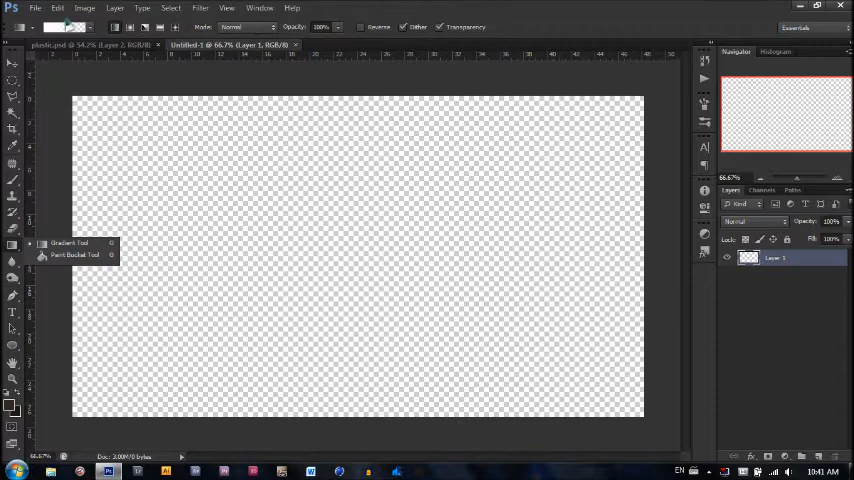 Ps File Edit Image Layer Type Select Filter View Window Help
Mode: Normal Opacity: 100% Reverse Dither Transparency Essentials
plastic.psd @ 54.2% (Layer 2, RGB/8) × Untitled-1 @ 66.7% (Layer 1, RGB/8) ×
Navigator Histogram
Gradient Tool G
Paint Bucket Tool G
66.67%
Layers Channels Paths
Kind
Normal Opacity: 100%
Lock: Fill: 100%
Layer 1
66.67% Doc: 3.00M/0 bytes
EN 10:41 AM